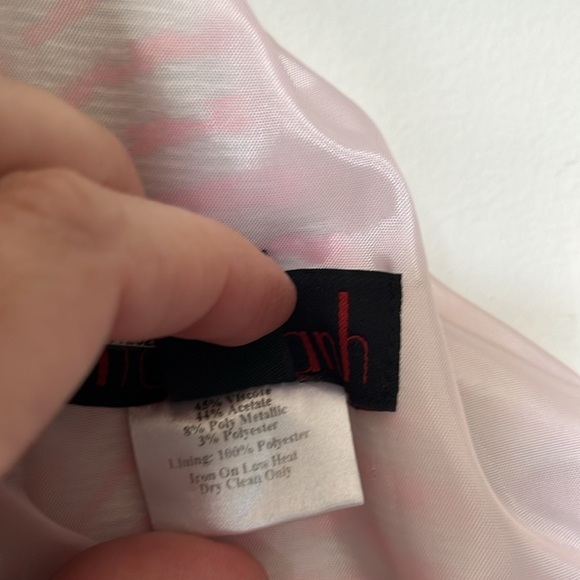 45% Viscose
44% Acetate
8% Poly Metallic
3% Polyester
Lining: 100% Polyester
Iron On Low Heat
Dry Clean Only